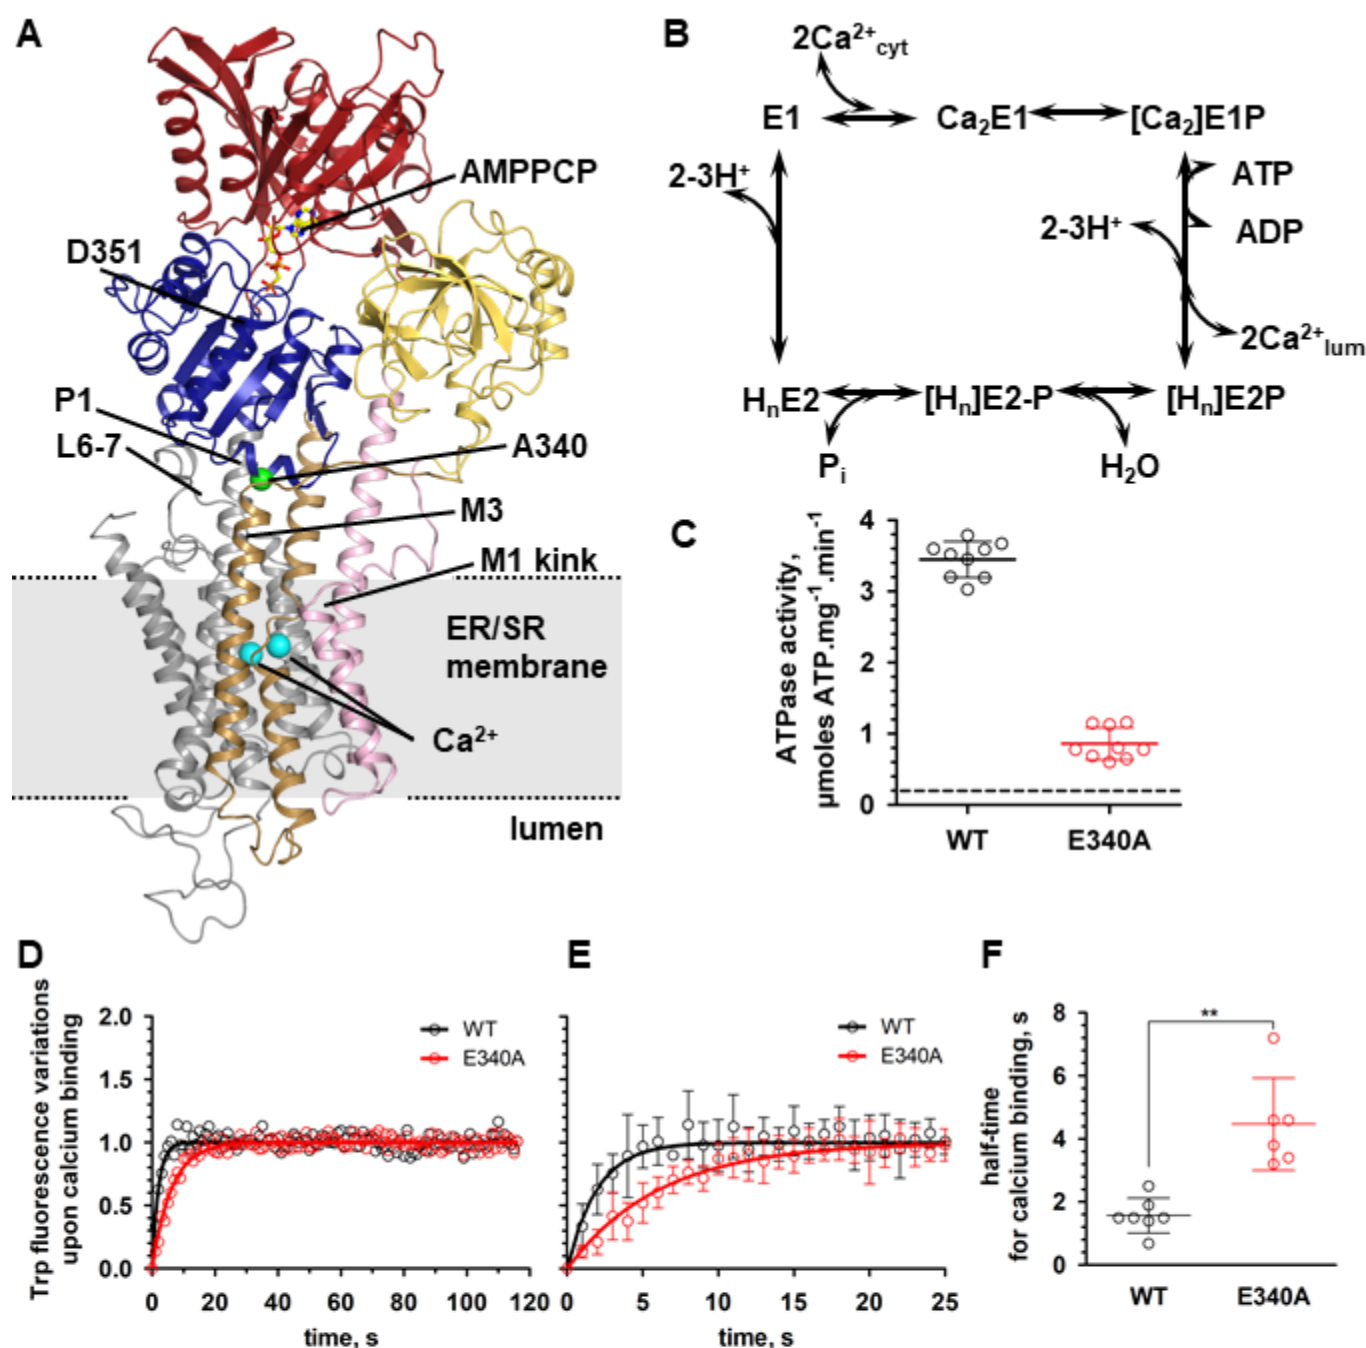 A
AMPPCP
D351
P1
L6-7
A340
M3
M1 kink
ER/SR
membrane
Ca²⁺
lumen
B
2Ca²⁺cyt
E1
Ca₂E1
[Ca₂]E1P
2-3H⁺
ATP
2-3H⁺
ADP
2Ca²⁺lum
HₙE2
[Hₙ]E2-P
[Hₙ]E2P
Pᵢ
H₂O
C
ATPase activity,
µmoles ATP.mg⁻¹.min⁻¹
4
3
2
1
0
WT
E340A
D
Trp fluorescence variations
upon calcium binding
2.0
1.5
1.0
0.5
0.0
WT
E340A
0 20 40 60 80 100 120
time, s
E
WT
E340A
0 5 10 15 20 25
time, s
F
half-time
for calcium binding, s
8
6
4
2
0
**
WT
E340A